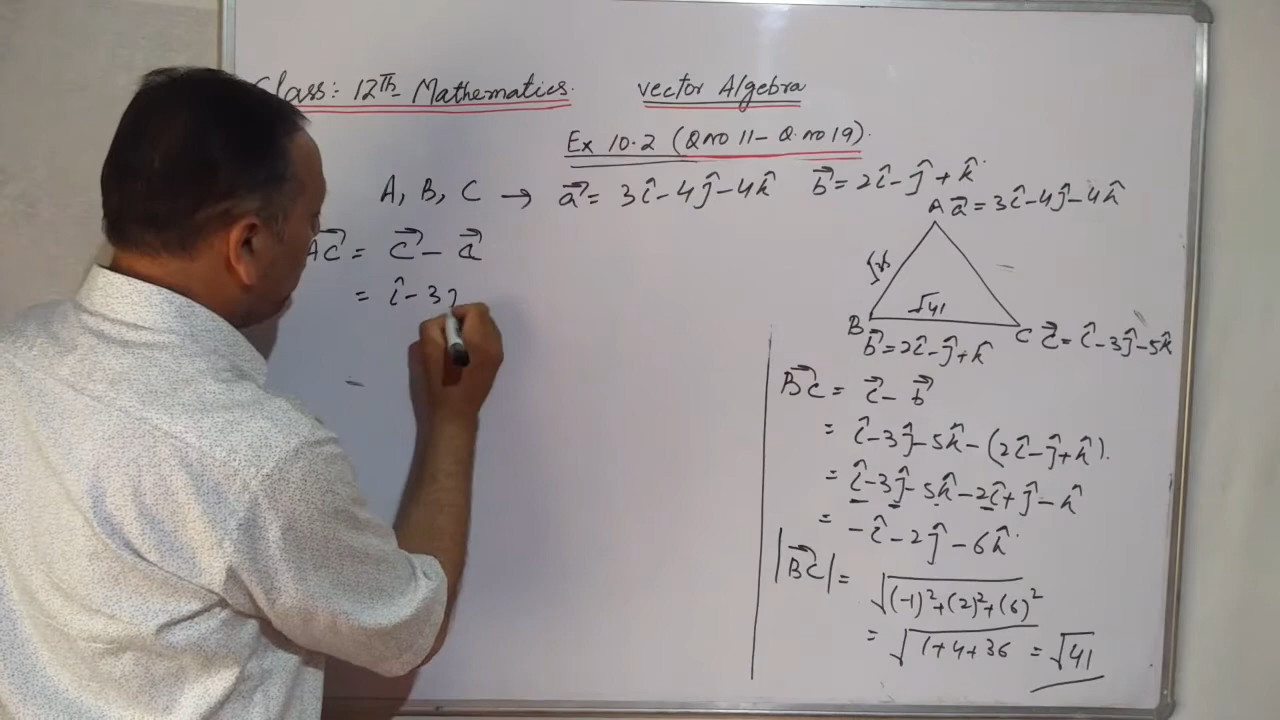 Class: 12Th Mathematics. vector Algebra
Ex 10.2 (Q no 11 - Q. no 19).
A, B, C → a⃗ = 3î - 4ĵ - 4k̂ b⃗ = 2î - ĵ + k̂.
AC⃗ = c⃗ - a⃗
= î - 3
A a⃗ = 3î - 4ĵ - 4k̂
√41
B C c⃗ = î - 3ĵ - 5k̂
b⃗ = 2î - ĵ + k̂
BC⃗ = c⃗ - b⃗
= î - 3ĵ - 5k̂ - (2î - ĵ + k̂).
= î - 3ĵ - 5k̂ - 2î + ĵ - k̂
= -î - 2ĵ - 6k̂.
|BC⃗| = √(-1)²+(2)²+(6)²
= √1+4+36 = √41